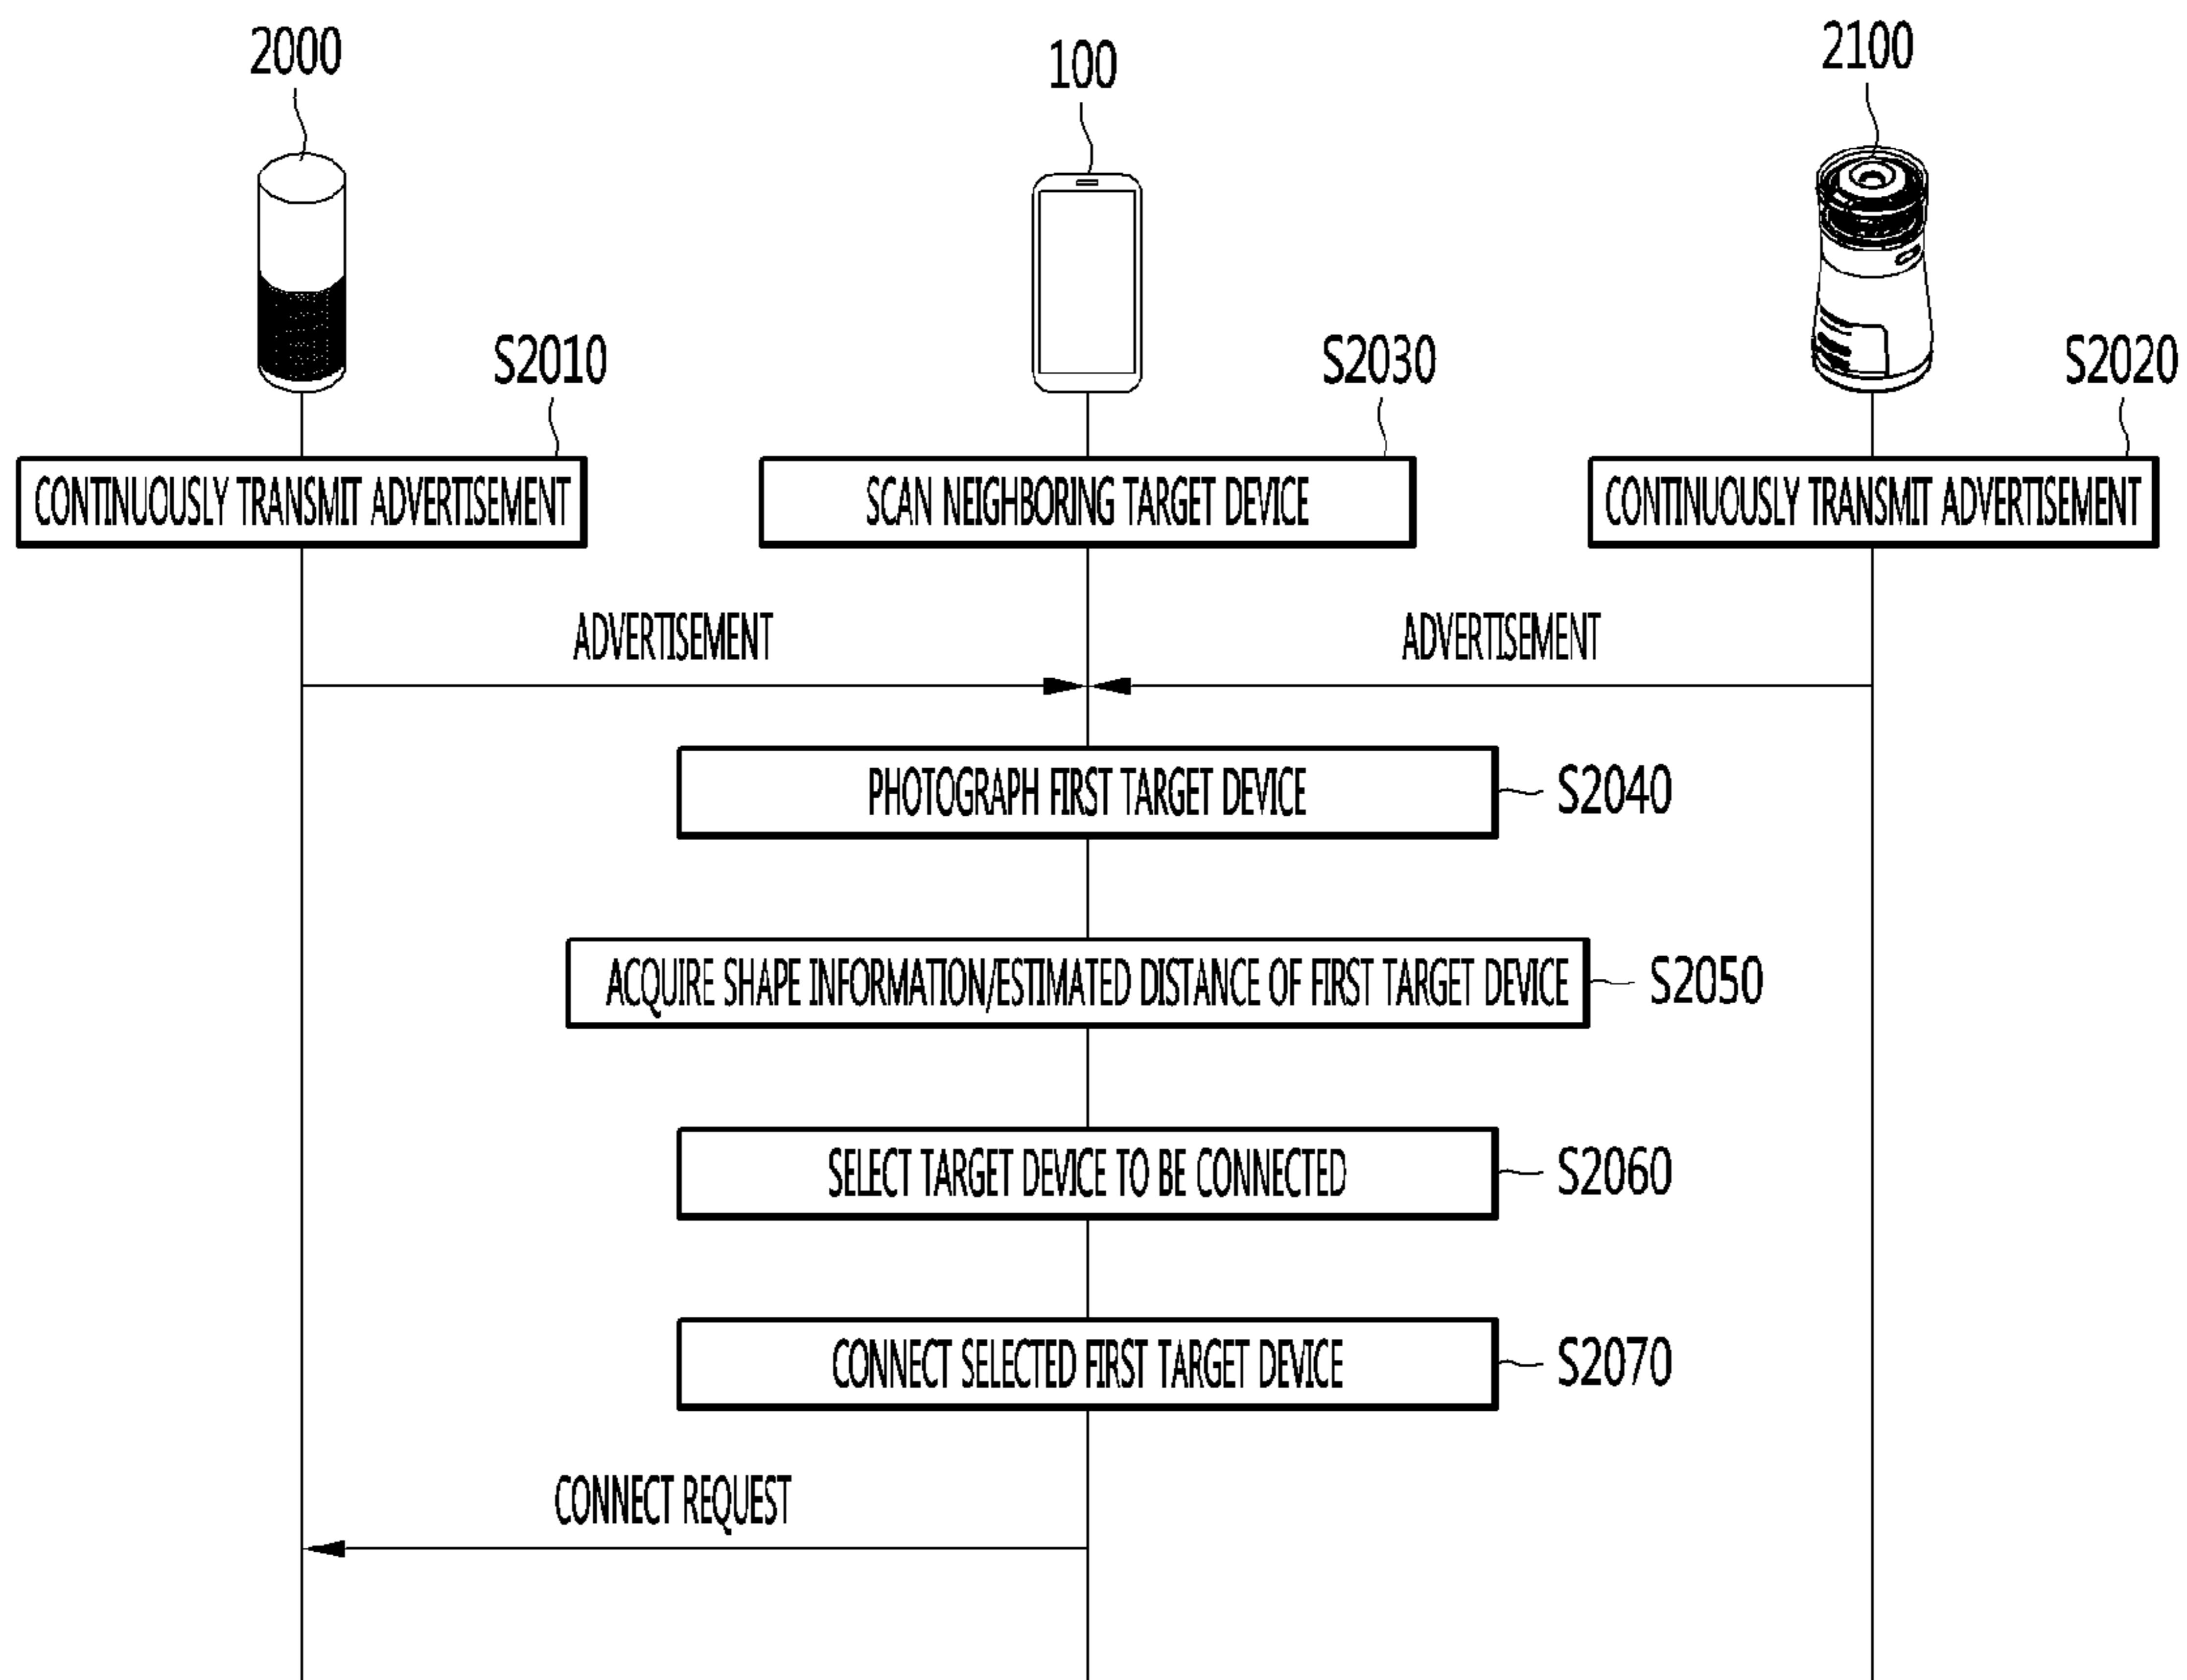 2000
100
2100
S2010
S2030
S2020
CONTINUOUSLY TRANSMIT ADVERTISEMENT
SCAN NEIGHBORING TARGET DEVICE
CONTINUOUSLY TRANSMIT ADVERTISEMENT
ADVERTISEMENT
ADVERTISEMENT
PHOTOGRAPH FIRST TARGET DEVICE
S2040
ACQUIRE SHAPE INFORMATION/ESTIMATED DISTANCE OF FIRST TARGET DEVICE
S2050
SELECT TARGET DEVICE TO BE CONNECTED
S2060
CONNECT SELECTED FIRST TARGET DEVICE
S2070
CONNECT REQUEST